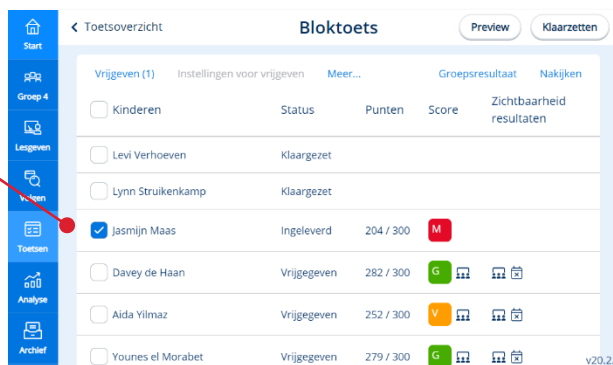 Start
Groep 4
Lesgeven
Volgen
Toetsen
Analyse
Archief
Toetsoverzicht
Bloktoets
Preview
Klaarzetten
Vrijgeven (1) Instellingen voor vrijgeven Meer... Groepsresultaat Nakijken
Kinderen Status Punten Score Zichtbaarheid
resultaten
Levi Verhoeven Klaargezet
Lynn Struikenkamp Klaargezet
Jasmijn Maas Ingeleverd 204 / 300 M
Davey de Haan Vrijgegeven 282 / 300 G
Aida Yilmaz Vrijgegeven 252 / 300 V
Younes el Morabet Vrijgegeven 279 / 300 G
v20.2.